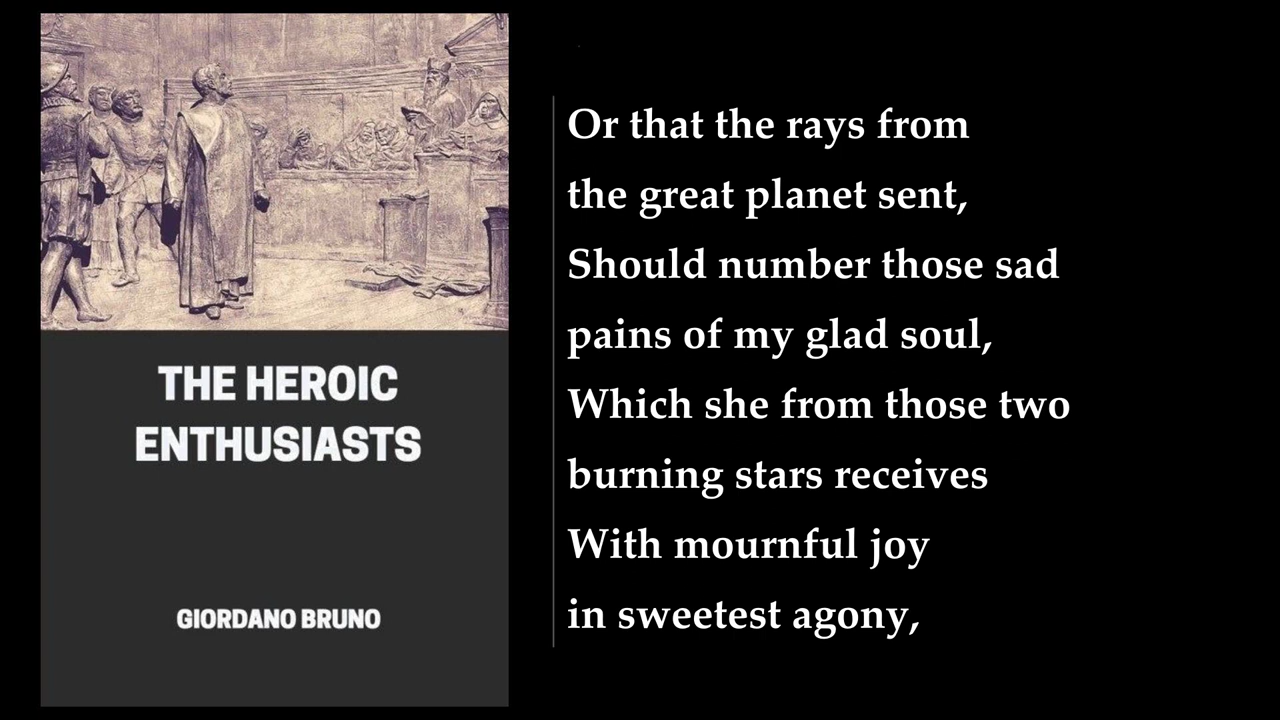 THE HEROIC
ENTHUSIASTS
GIORDANO BRUNO
Or that the rays from
the great planet sent,
Should number those sad
pains of my glad soul,
Which she from those two
burning stars receives
With mournful joy
in sweetest agony,